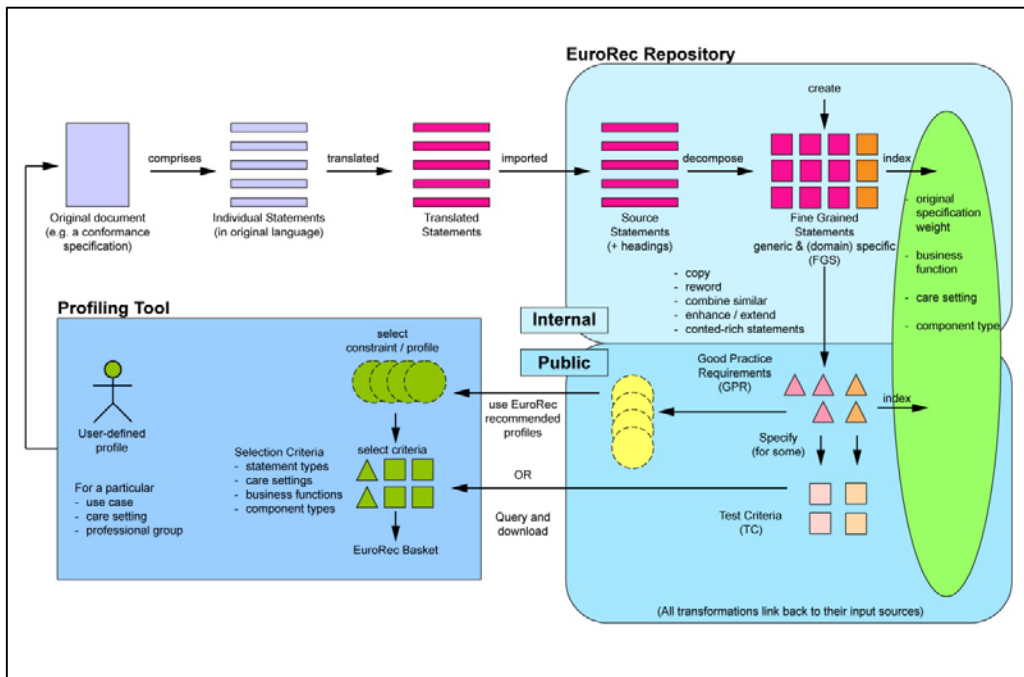 EuroRec Repository
create
comprises
translated
imported
decompose
index
Original document
(e.g. a conformance
specification)
Individual Statements
(in original language)
Translated
Statements
Source
Statements
(+ headings)
Fine Grained
Statements
generic & (domain) specific
(FGS)
- original
specification
weight
- business
function
- care setting
- component type
- copy
- reword
- combine similar
- enhance / extend
- conted-rich statements
Internal
Public
Profiling Tool
select
constraint / profile
User-defined
profile
For a particular
- use case
- care setting
- professional group
Selection Criteria
- statement types
- care settings
- business functions
- component types
select criteria
EuroRec Basket
use EuroRec
recommended
profiles
OR
Query and
download
Good Practice
Requirements
(GPR)
index
Specify
(for some)
Test Criteria
(TC)
(All transformations link back to their input sources)